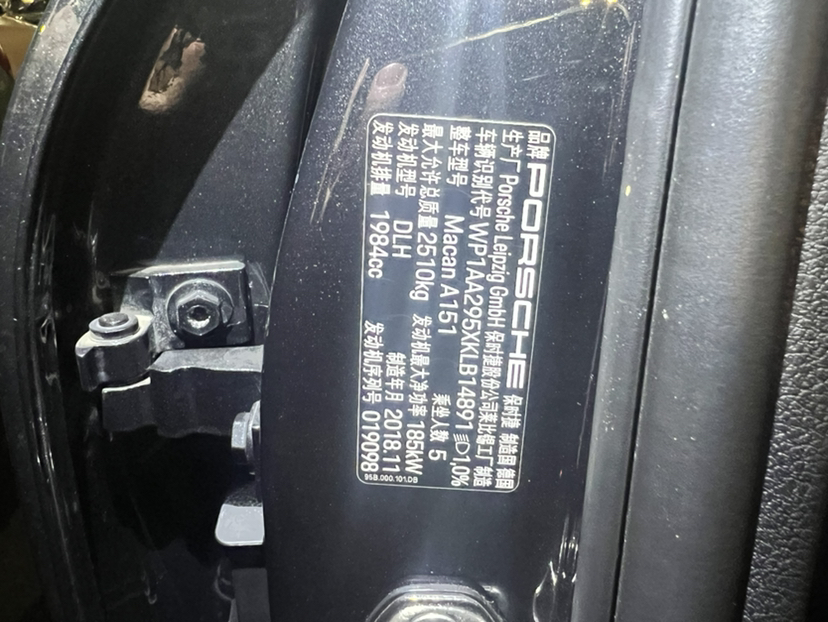 品牌 PORSCHE 保时捷 制造国 德国
生产厂 Porsche Leipzig GmbH 保时捷股份公司莱比锡工厂制造
车辆识别代号 WP1AA295XKLB14891 1,0%
整车型号 Macan A151 乘坐人数 5
最大允许总质量 2510kg 发动机最大净功率 185kW
发动机型号 DLH 制造年月 2018.11
发动机排量 1984cc 发动机序列号 019098
95B.000.101.DB